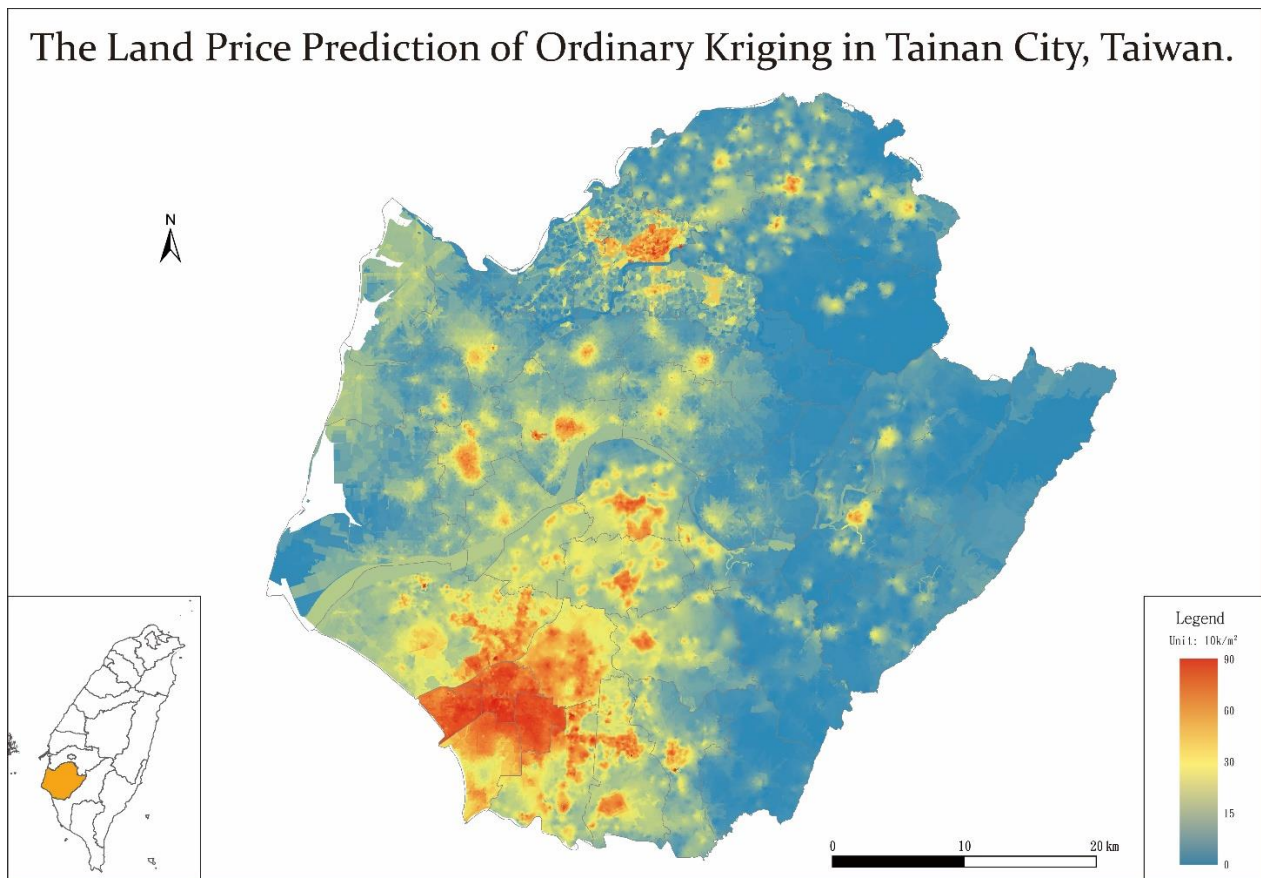 The Land Price Prediction of Ordinary Kriging in Tainan City, Taiwan.
N
Legend
Unit: 10k/m²
90
60
30
15
0
0 10 20 km